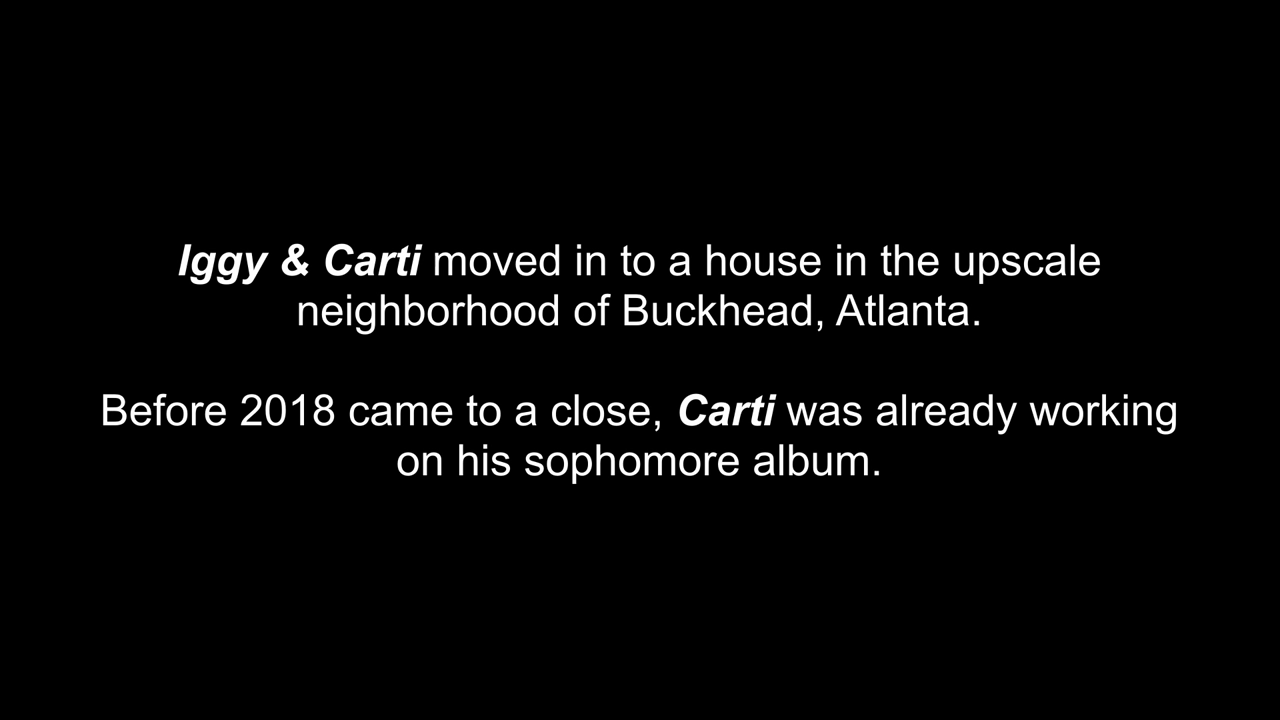 Iggy & Carti moved in to a house in the upscale
neighborhood of Buckhead, Atlanta.
Before 2018 came to a close, Carti was already working
on his sophomore album.